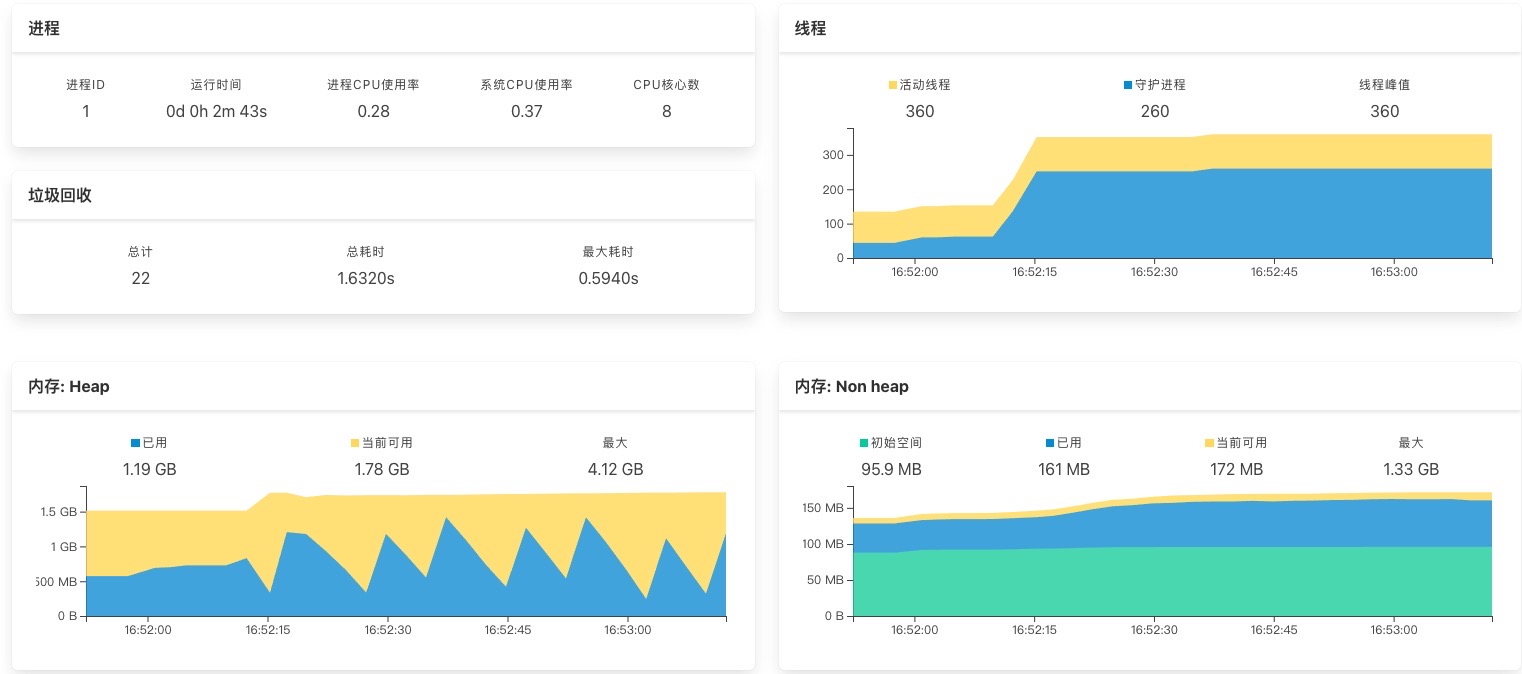 进程
进程ID 运行时间 进程CPU使用率 系统CPU使用率 CPU核心数
1 0d 0h 2m 43s 0.28 0.37 8
垃圾回收
总计 总耗时 最大耗时
22 1.6320s 0.5940s
线程
活动线程 守护进程 线程峰值
360 260 360
300
200
100
0
16:52:00 16:52:15 16:52:30 16:52:45 16:53:00
内存: Heap
已用 当前可用 最大
1.19 GB 1.78 GB 4.12 GB
1.5 GB
1 GB
500 MB
0 B
16:52:00 16:52:15 16:52:30 16:52:45 16:53:00
内存: Non heap
初始空间 已用 当前可用 最大
95.9 MB 161 MB 172 MB 1.33 GB
150 MB
100 MB
50 MB
0 B
16:52:00 16:52:15 16:52:30 16:52:45 16:53:00